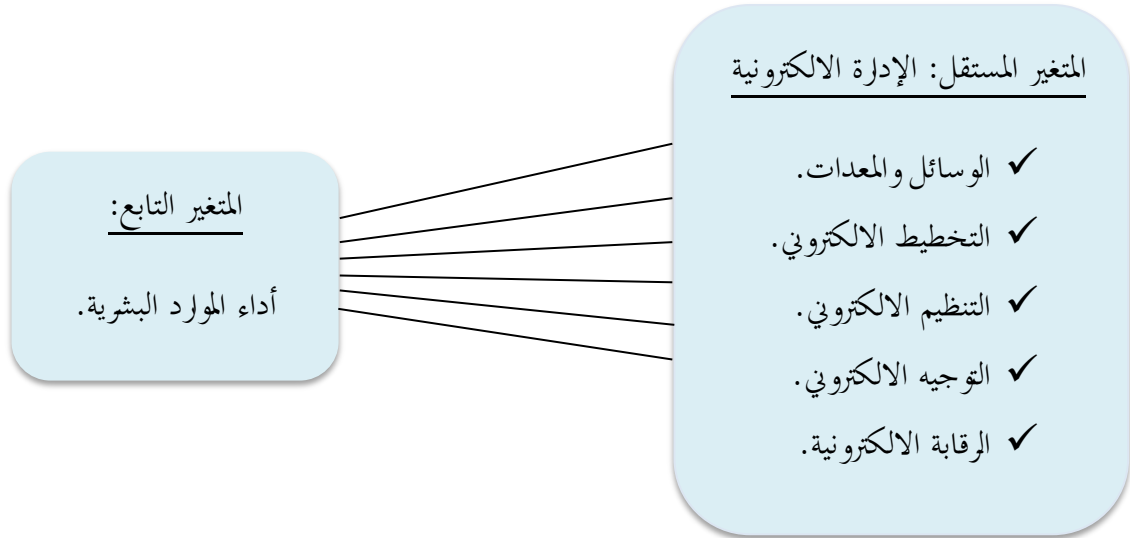 المتغير المستقل: الإدارة الالكترونية
✓ الوسائل والمعدات.
✓ التخطيط الالكتروني.
✓ التنظيم الالكتروني.
✓ التوجيه الالكتروني.
✓ الرقابة الالكترونية.
المتغير التابع:
أداء الموارد البشرية.